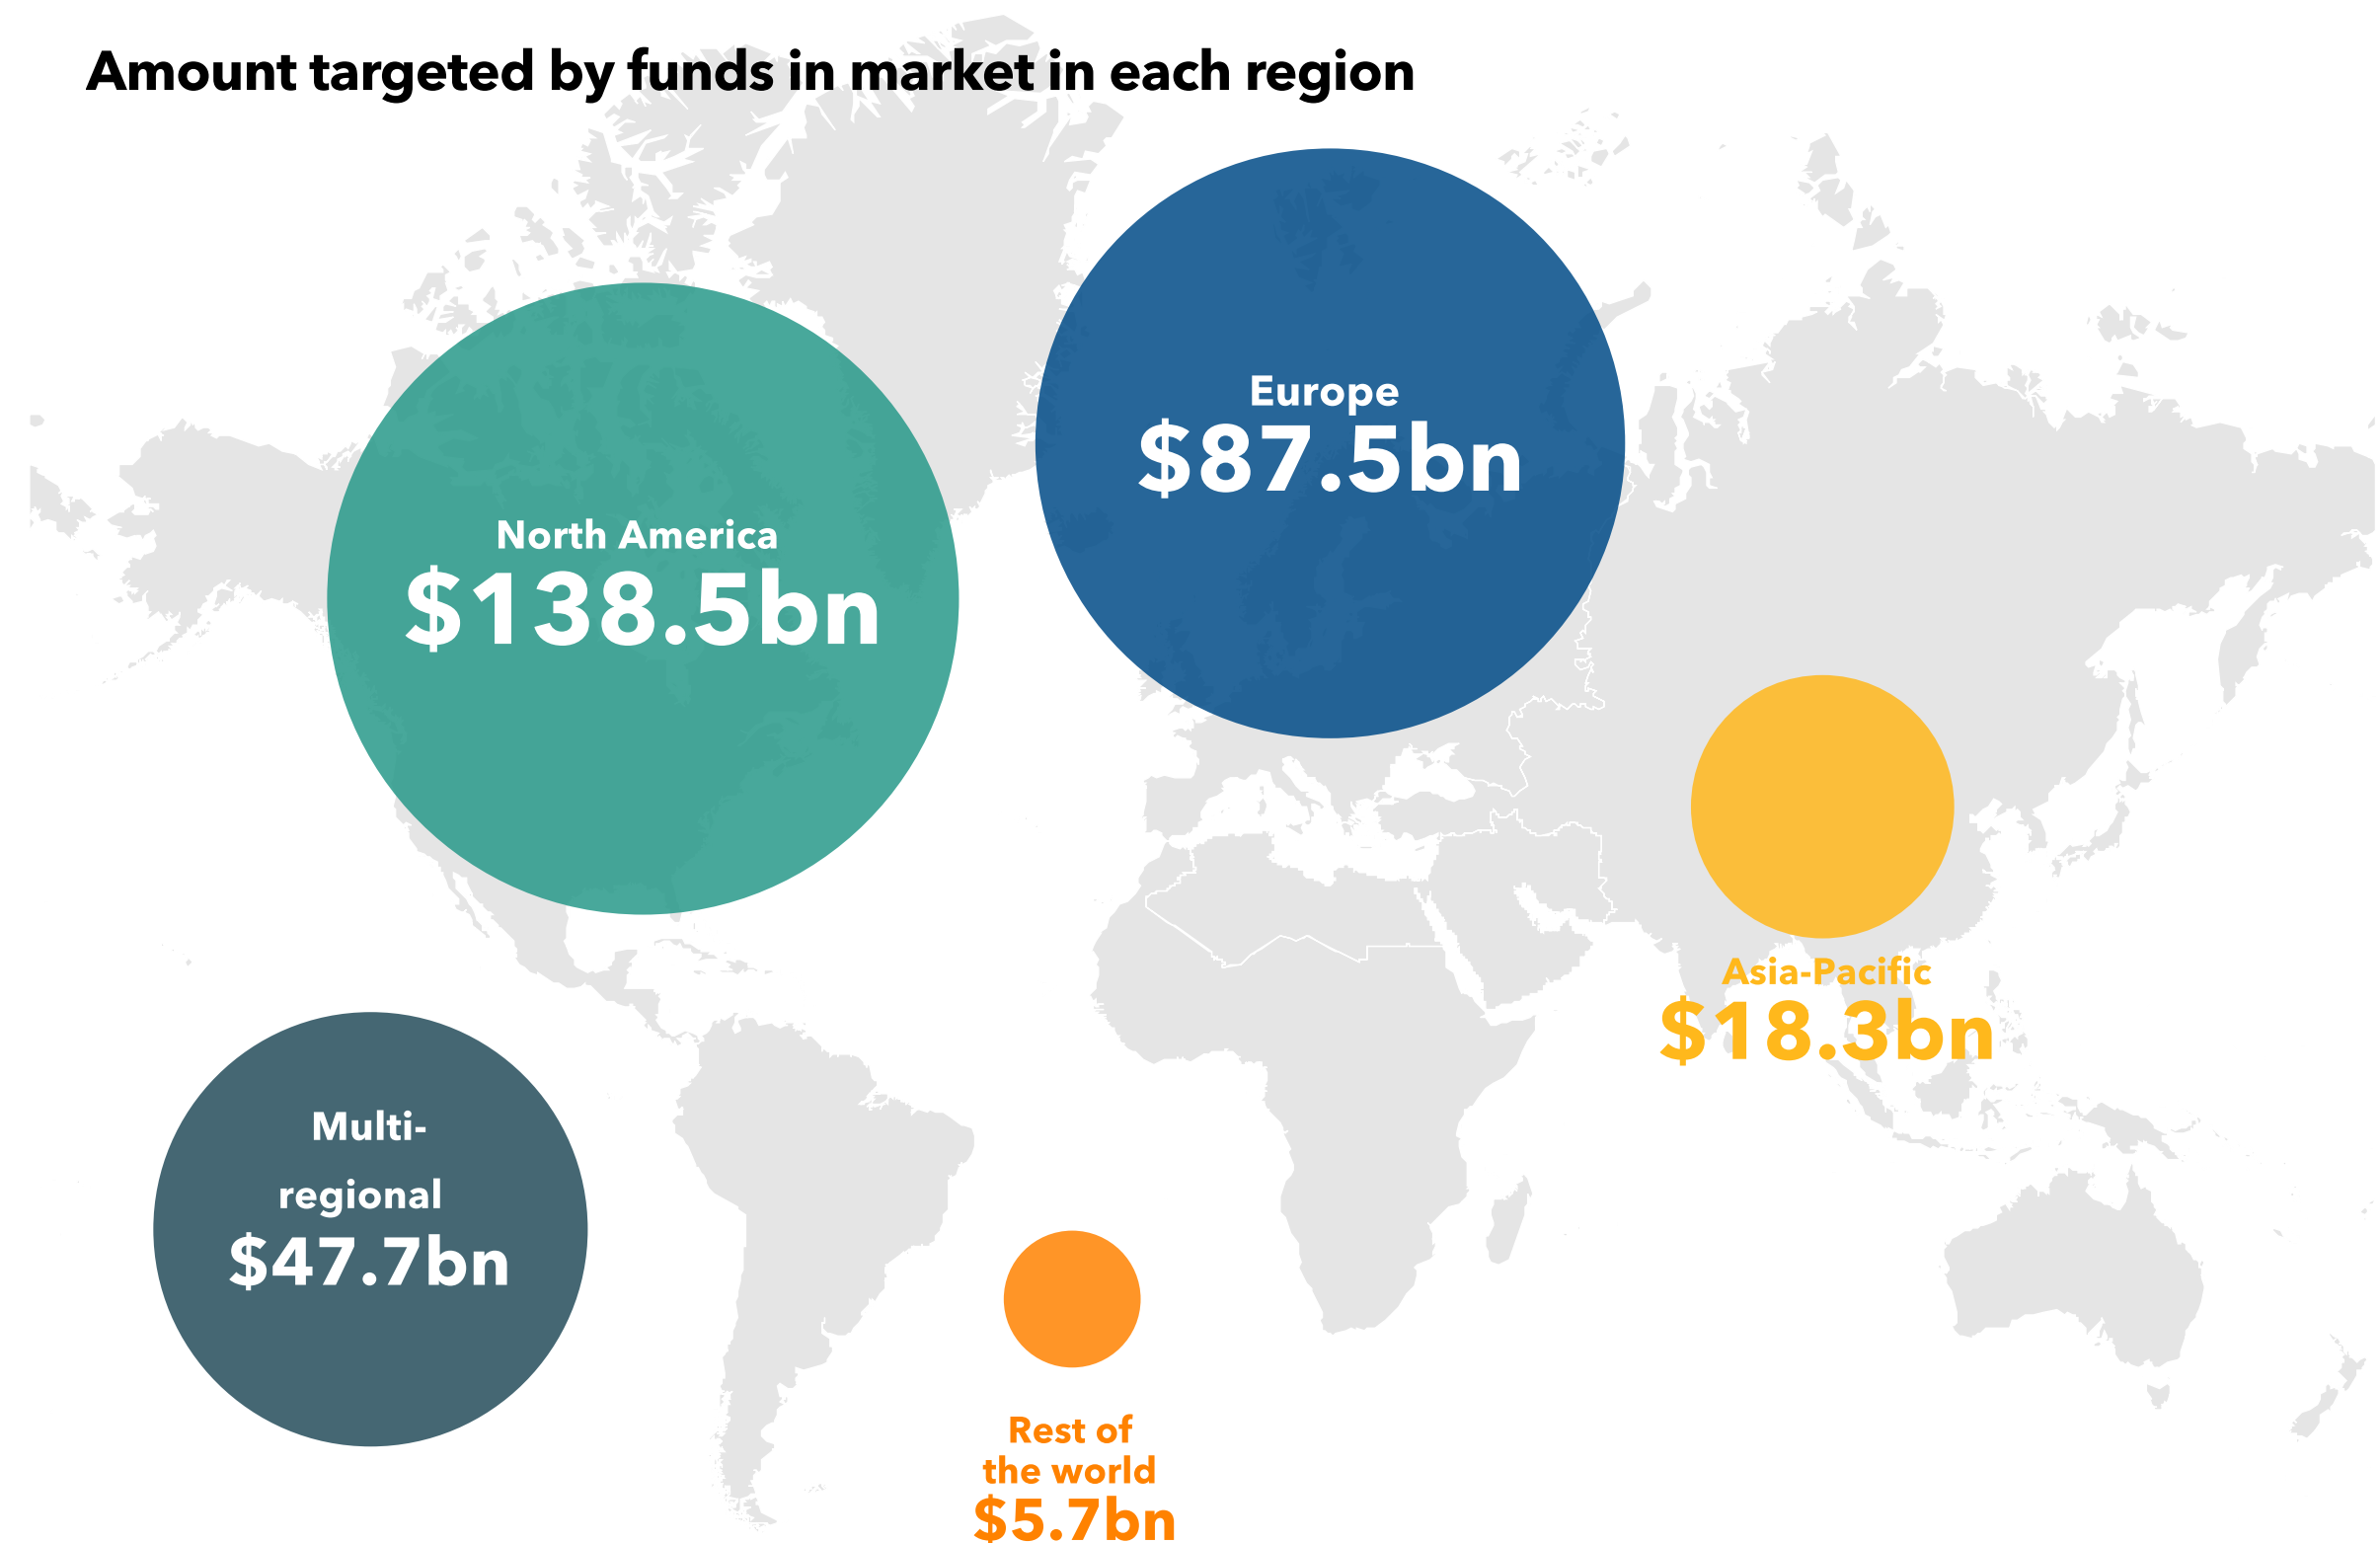 Amount targeted by funds in market in each region
Europe
$87.5bn
North America
$138.5bn
Asia-Pacific
$18.3bn
Multi-
regional
$47.7bn
Rest of
the world
$5.7bn